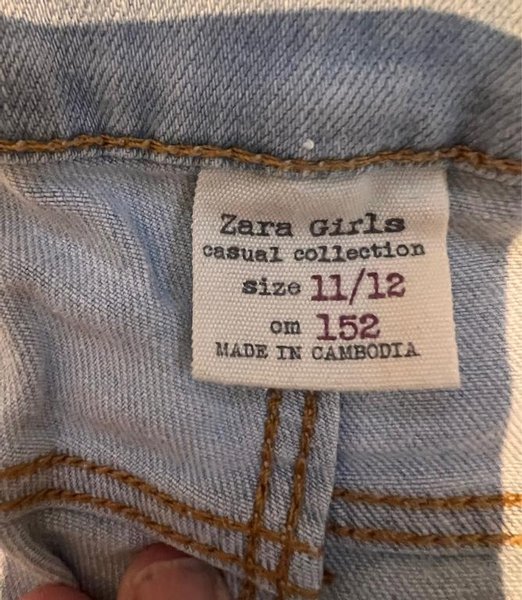 Zara Girls
casual collection
size 11/12
cm 152
MADE IN CAMBODIA